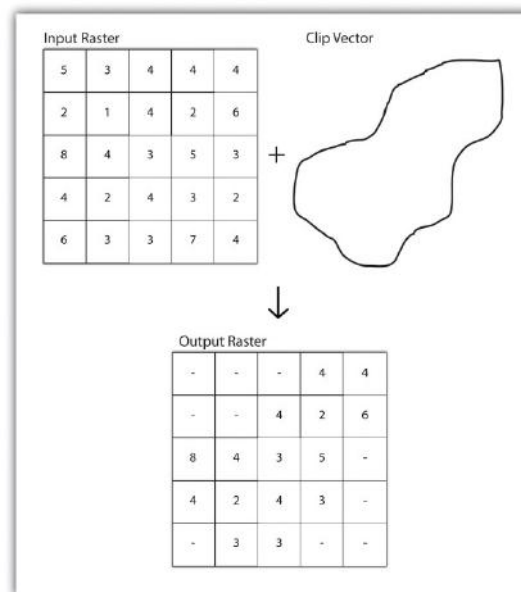 Input Raster
Clip Vector
5 3 4 4 4
2 1 4 2 6
8 4 3 5 3
+
4 2 4 3 2
6 3 3 7 4
Output Raster
- - - 4 4
- - 4 2 6
8 4 3 5 -
4 2 4 3 -
- 3 3 - -